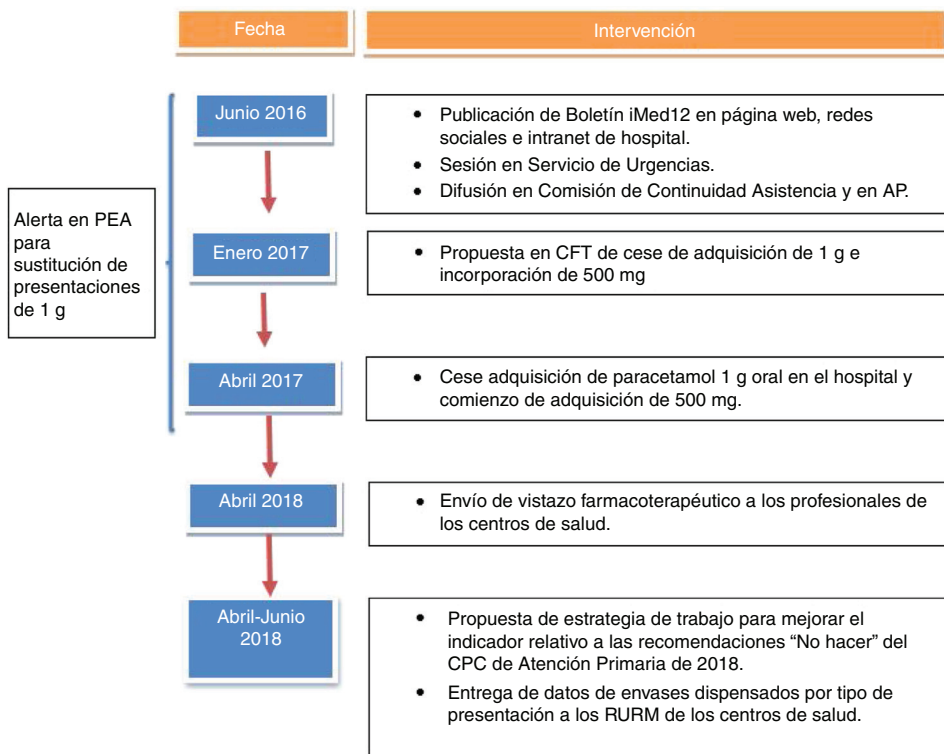 Fecha
Intervención
Junio 2016
• Publicación de Boletín iMed12 en página web, redes
sociales e intranet de hospital.
• Sesión en Servicio de Urgencias.
• Difusión en Comisión de Continuidad Asistencia y en AP.
Alerta en PEA
para
sustitución de
presentaciones
de 1 g
Enero 2017
• Propuesta en CFT de cese de adquisición de 1 g e
incorporación de 500 mg
Abril 2017
• Cese adquisición de paracetamol 1 g oral en el hospital y
comienzo de adquisición de 500 mg.
Abril 2018
• Envío de vistazo farmacoterapéutico a los profesionales de
los centros de salud.
Abril-Junio
2018
• Propuesta de estrategia de trabajo para mejorar el
indicador relativo a las recomendaciones “No hacer” del
CPC de Atención Primaria de 2018.
• Entrega de datos de envases dispensados por tipo de
presentación a los RURM de los centros de salud.